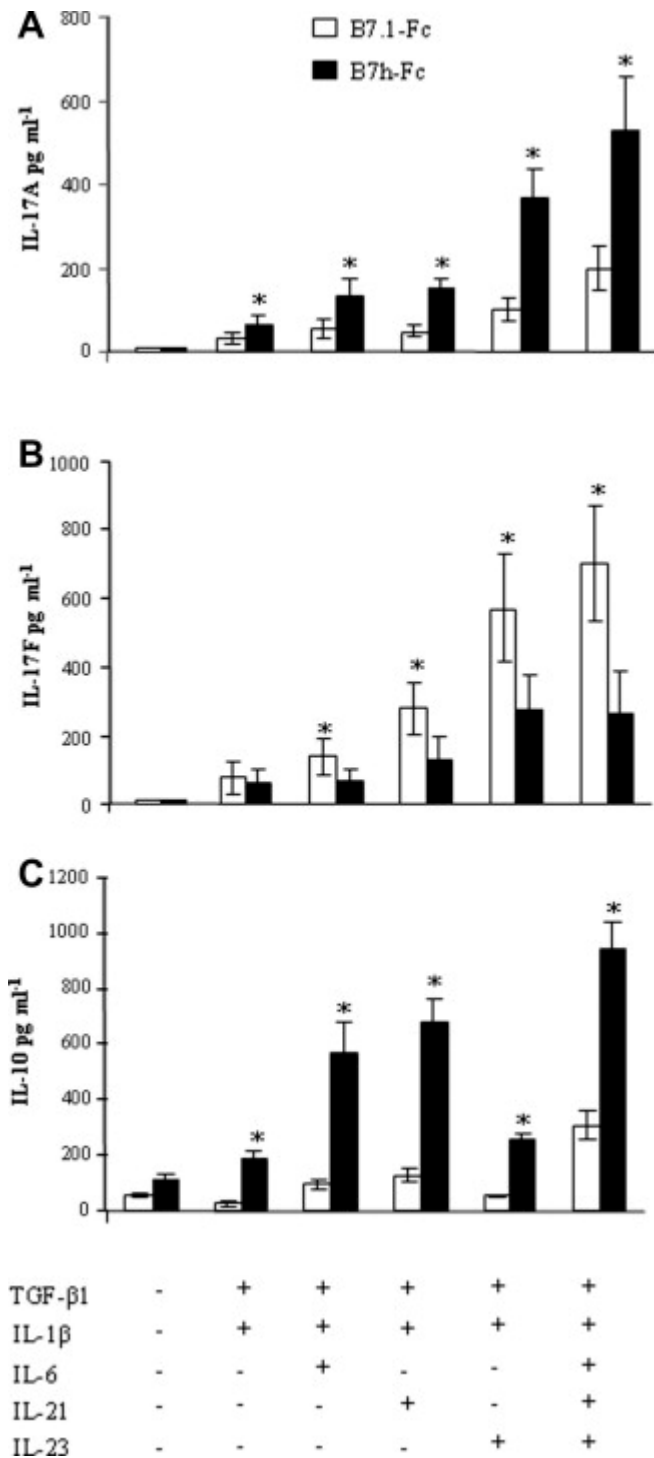 A
800
B7.1-Fc
B7h-Fc
*
600
*
IL-17A pg ml-1
400
200
* * *
0
B
1000
*
800
*
IL-17F pg ml-1
600
*
400
*
200
0
C
1200
*
1000
IL-10 pg ml-1
800
* *
600
400
* *
200
0
TGF-β1 - + + + + +
IL-1β - + + + + +
IL-6 - - + - - +
IL-21 - - - + - +
IL-23 - - - - + +